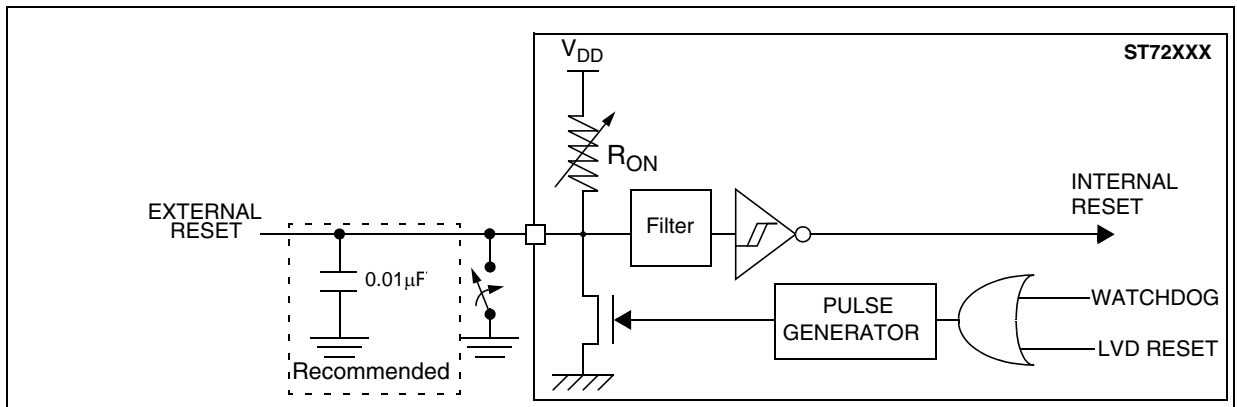 V_DD
ST72XXX
R_ON
EXTERNAL
RESET
Filter
INTERNAL
RESET
0.01µF
PULSE
GENERATOR
WATCHDOG
LVD RESET
Recommended